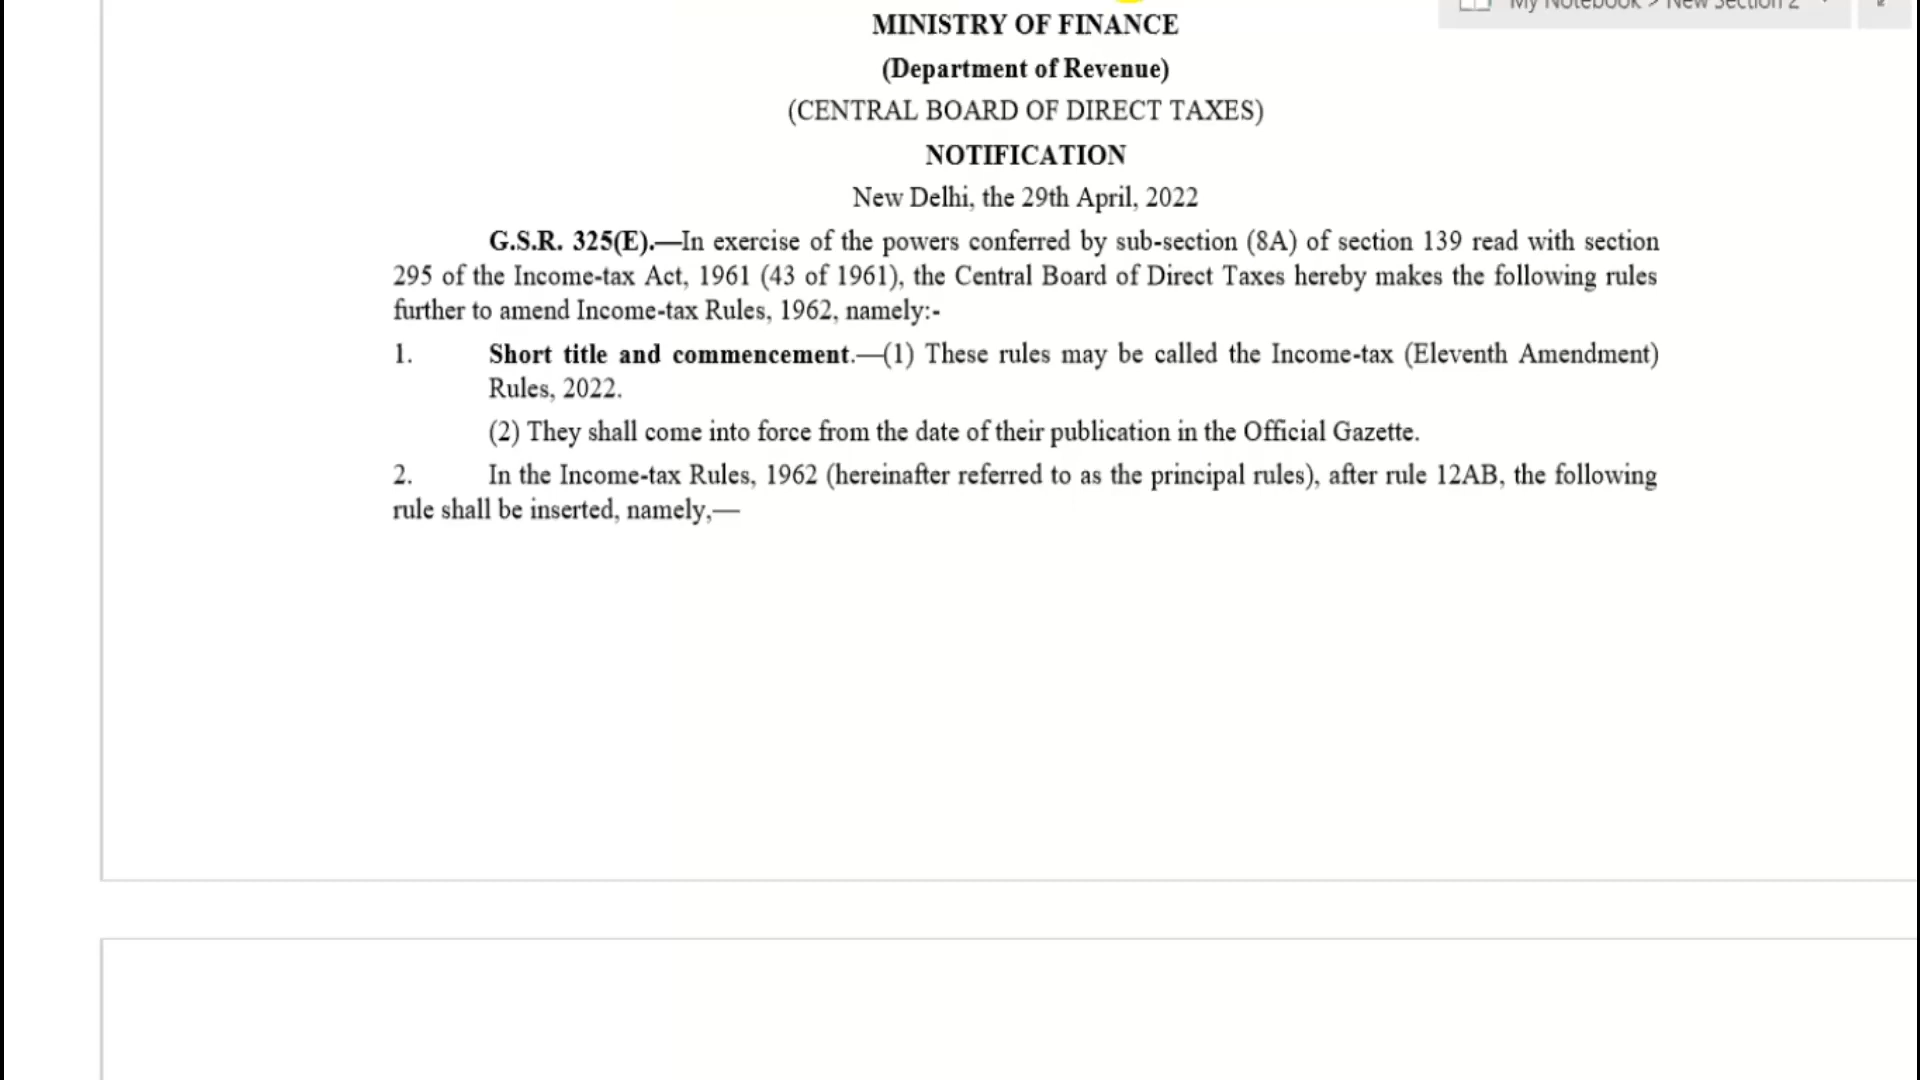 My Notebook > New Section 2
MINISTRY OF FINANCE
(Department of Revenue)
(CENTRAL BOARD OF DIRECT TAXES)
NOTIFICATION
New Delhi, the 29th April, 2022
G.S.R. 325(E).—In exercise of the powers conferred by sub-section (8A) of section 139 read with section
295 of the Income-tax Act, 1961 (43 of 1961), the Central Board of Direct Taxes hereby makes the following rules
further to amend Income-tax Rules, 1962, namely:-
1. Short title and commencement.—(1) These rules may be called the Income-tax (Eleventh Amendment)
Rules, 2022.
(2) They shall come into force from the date of their publication in the Official Gazette.
2. In the Income-tax Rules, 1962 (hereinafter referred to as the principal rules), after rule 12AB, the following
rule shall be inserted, namely,—